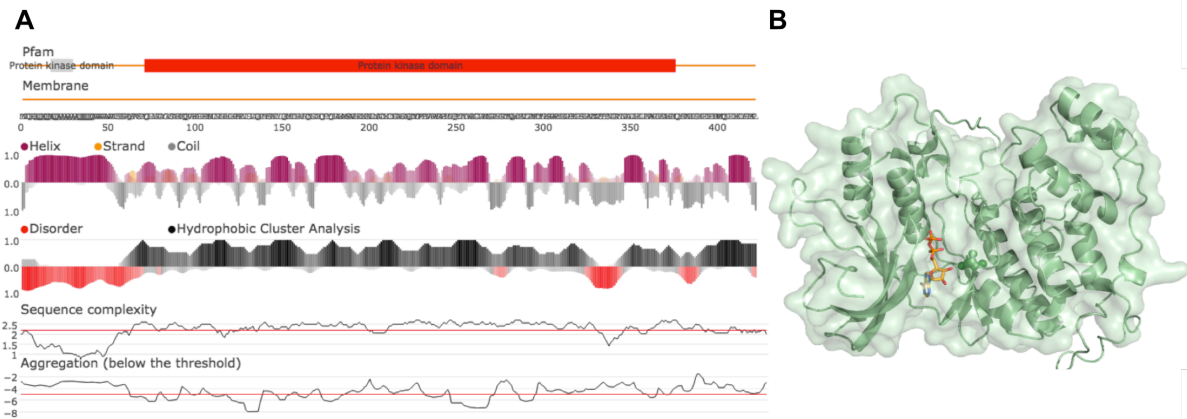 A
B
Pfam
Protein kinase domain
Protein kinase domain
Membrane
0 50 100 150 200 250 300 350 400
Helix Strand Coil
1.0
0.0
1.0
Disorder Hydrophobic Cluster Analysis
1.0
0.0
1.0
Sequence complexity
2.5
2
1.5
1
Aggregation (below the threshold)
−2
−4
−6
−8